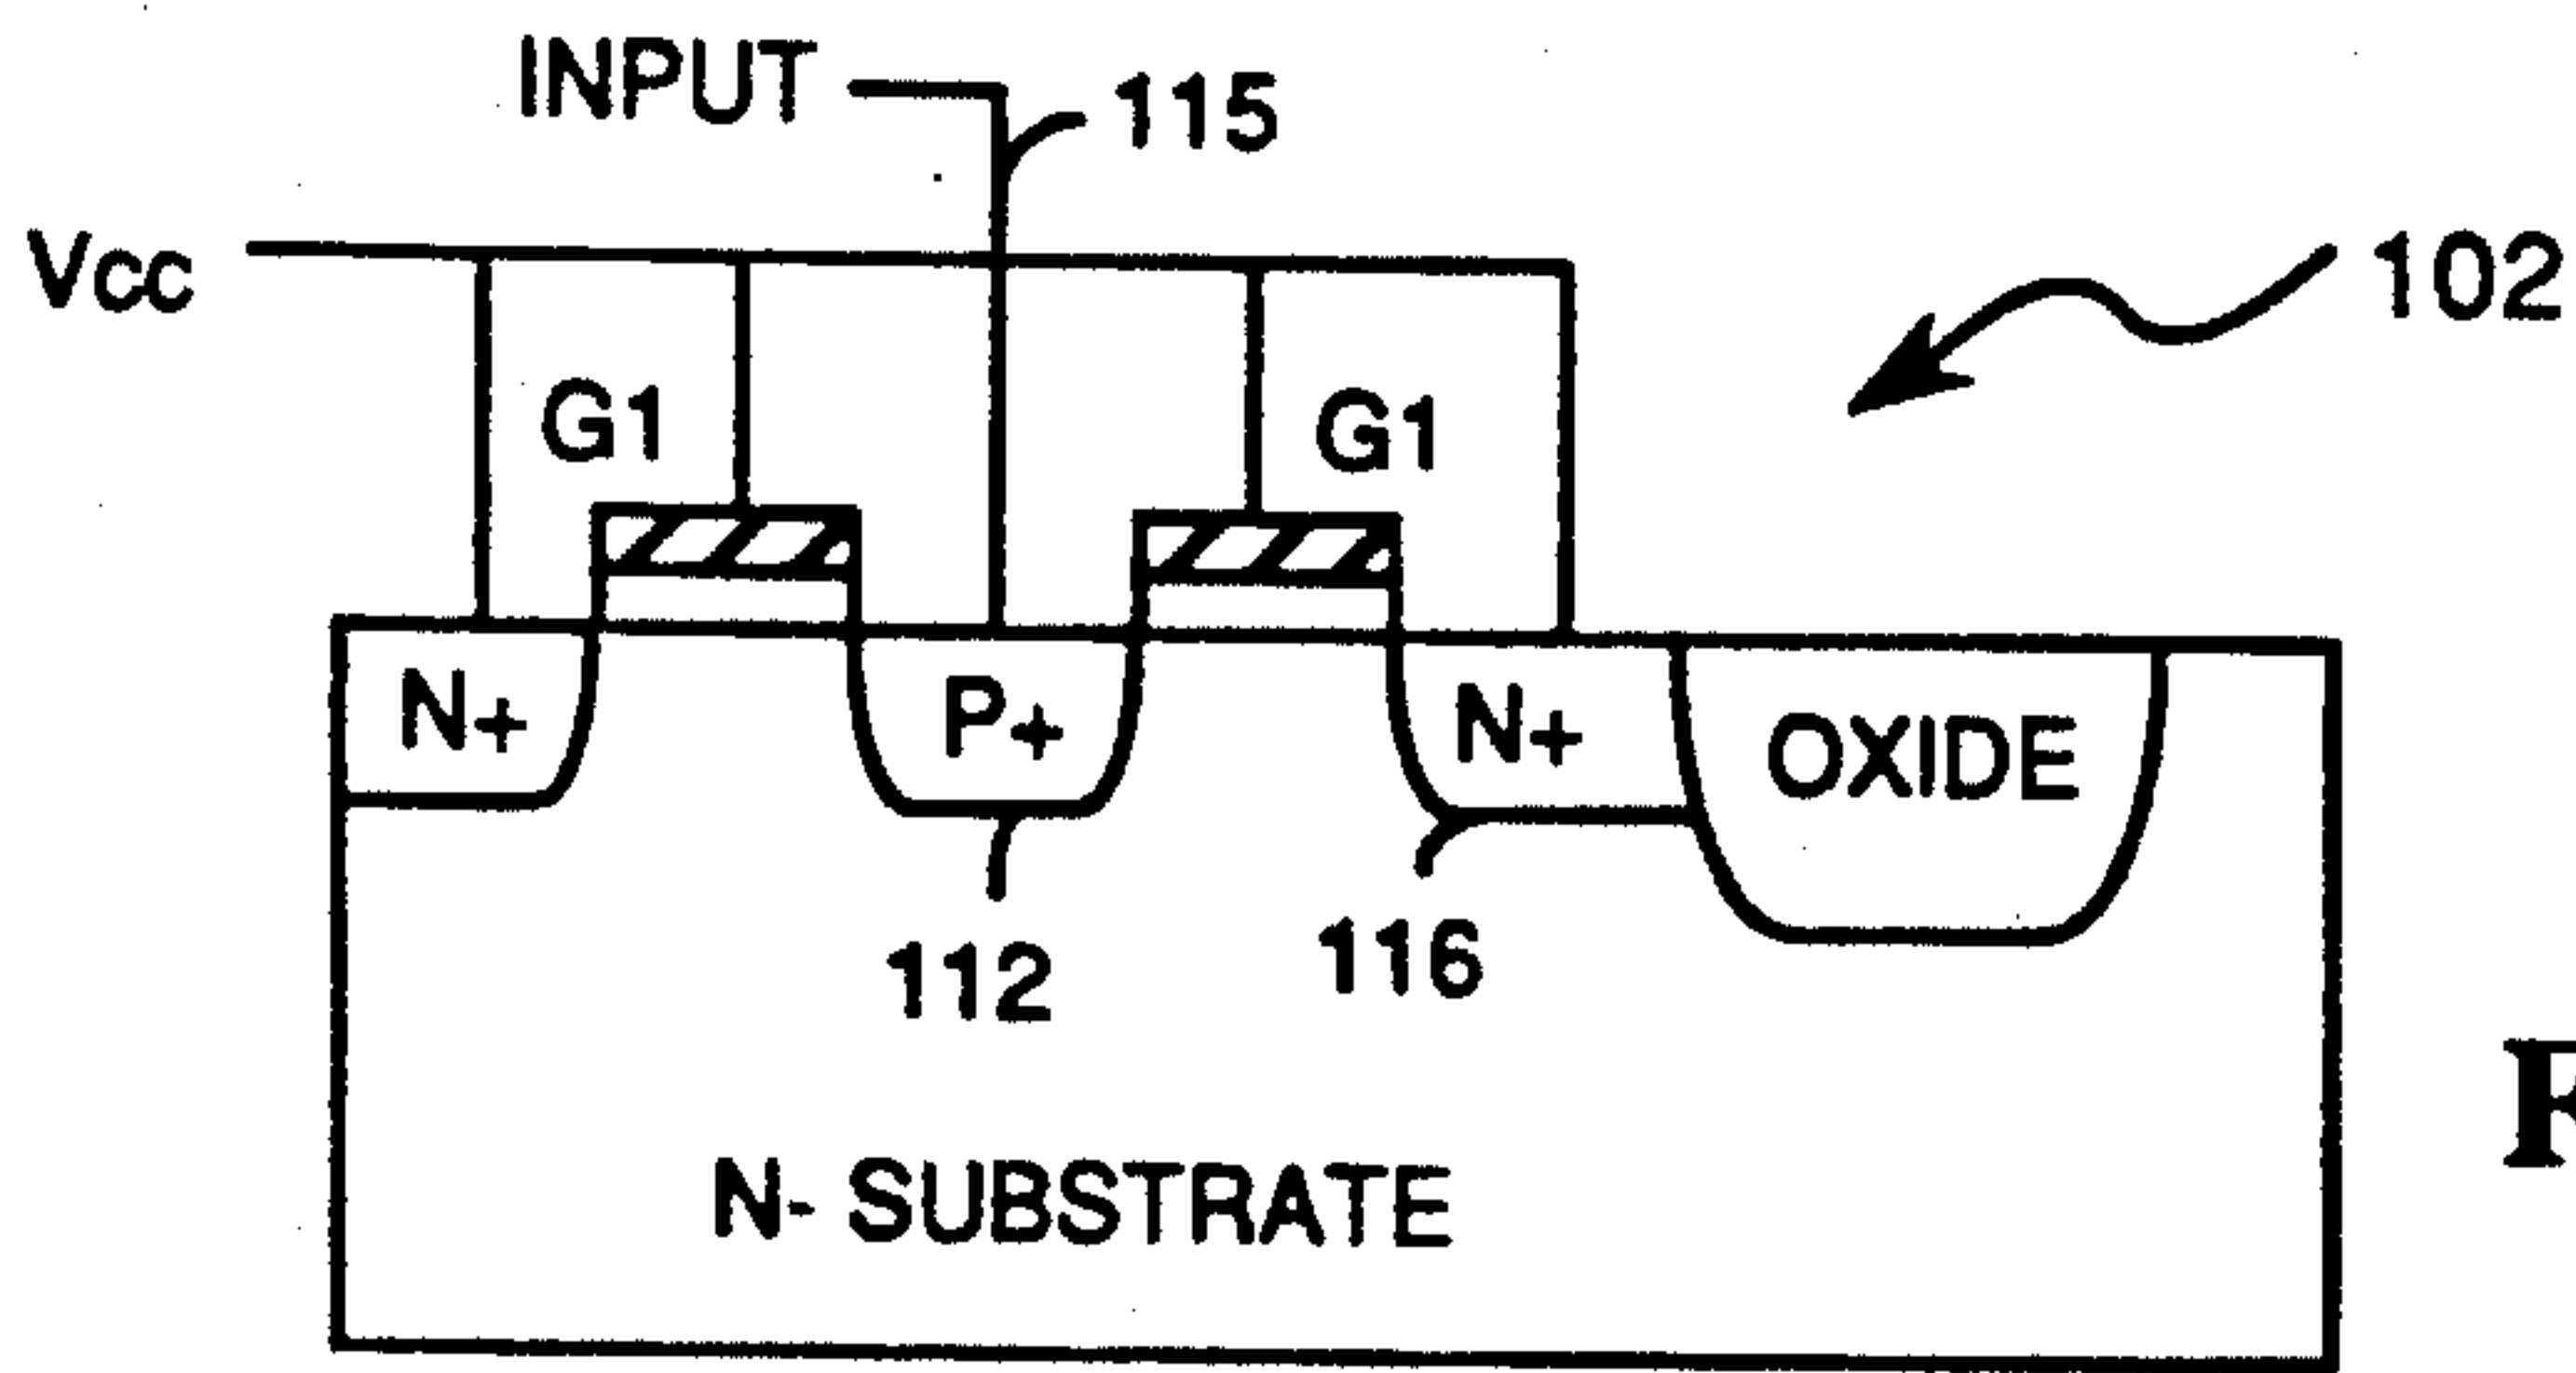 INPUT
115
Vcc
102
G1
G1
N+
P+
N+
OXIDE
112
116
N- SUBSTRATE